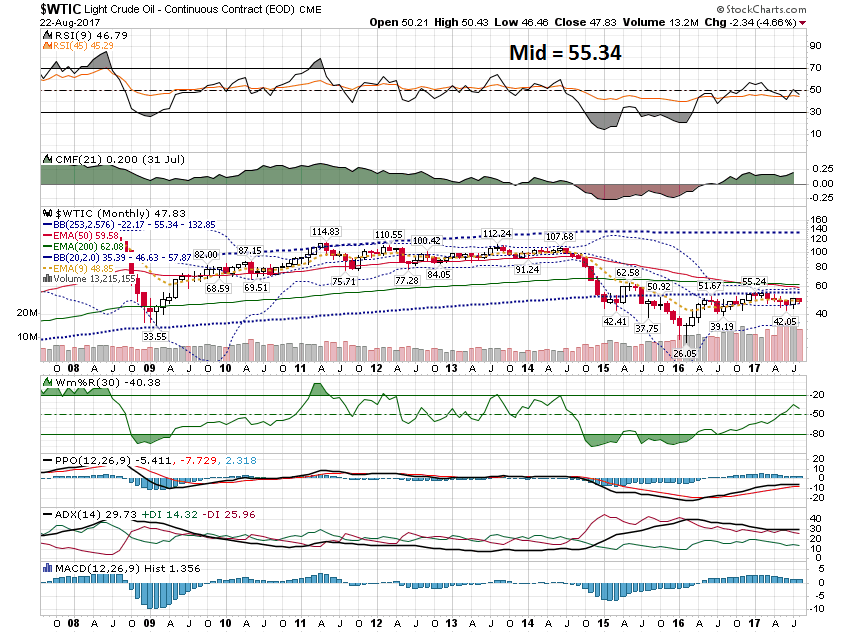 $WTIC Light Crude Oil - Continuous Contract (EOD) CME © StockCharts.com
22-Aug-2017 Open 50.21 High 50.43 Low 46.46 Close 47.83 Volume 13.2M Chg -2.34 (-4.66%)
RSI(9) 46.79
RSI(45) 45.29
Mid = 55.34
90
70
50
30
10
CMF(21) 0.200 (31 Jul)
0.25
0.00
-0.25
$WTIC (Monthly) 47.83
BB(253,2.576) -22.17 - 55.34 - 132.85
EMA(50) 59.58
EMA(200) 62.08
BB(20,2.0) 35.39 - 46.63 - 57.87
EMA(9) 48.85
Volume 13,215,155
82.00 87.15 114.83 110.55 100.42 112.24 107.68
68.59 69.51 75.71 77.28 84.05 91.24
62.58 50.92 51.67 55.24
33.55 42.41 37.75 26.05 39.19 42.05
160
140
120
100
80
60
40
20M
10M
O 08 A J O 09 A J O 10 A J O 11 A J O 12 A J O 13 A J O 14 A J O 15 A J O 16 A J O 17 A J
Wm%R(30) -40.38
-20
-50
-80
PPO(12,26,9) -5.411, -7.729, 2.318
20
10
0
-10
-20
ADX(14) 29.73 +DI 14.32 -DI 25.96
40
30
20
10
0
MACD(12,26,9) Hist 1.356
5
0
-5
-10
O 08 A J O 09 A J O 10 A J O 11 A J O 12 A J O 13 A J O 14 A J O 15 A J O 16 A J O 17 A J